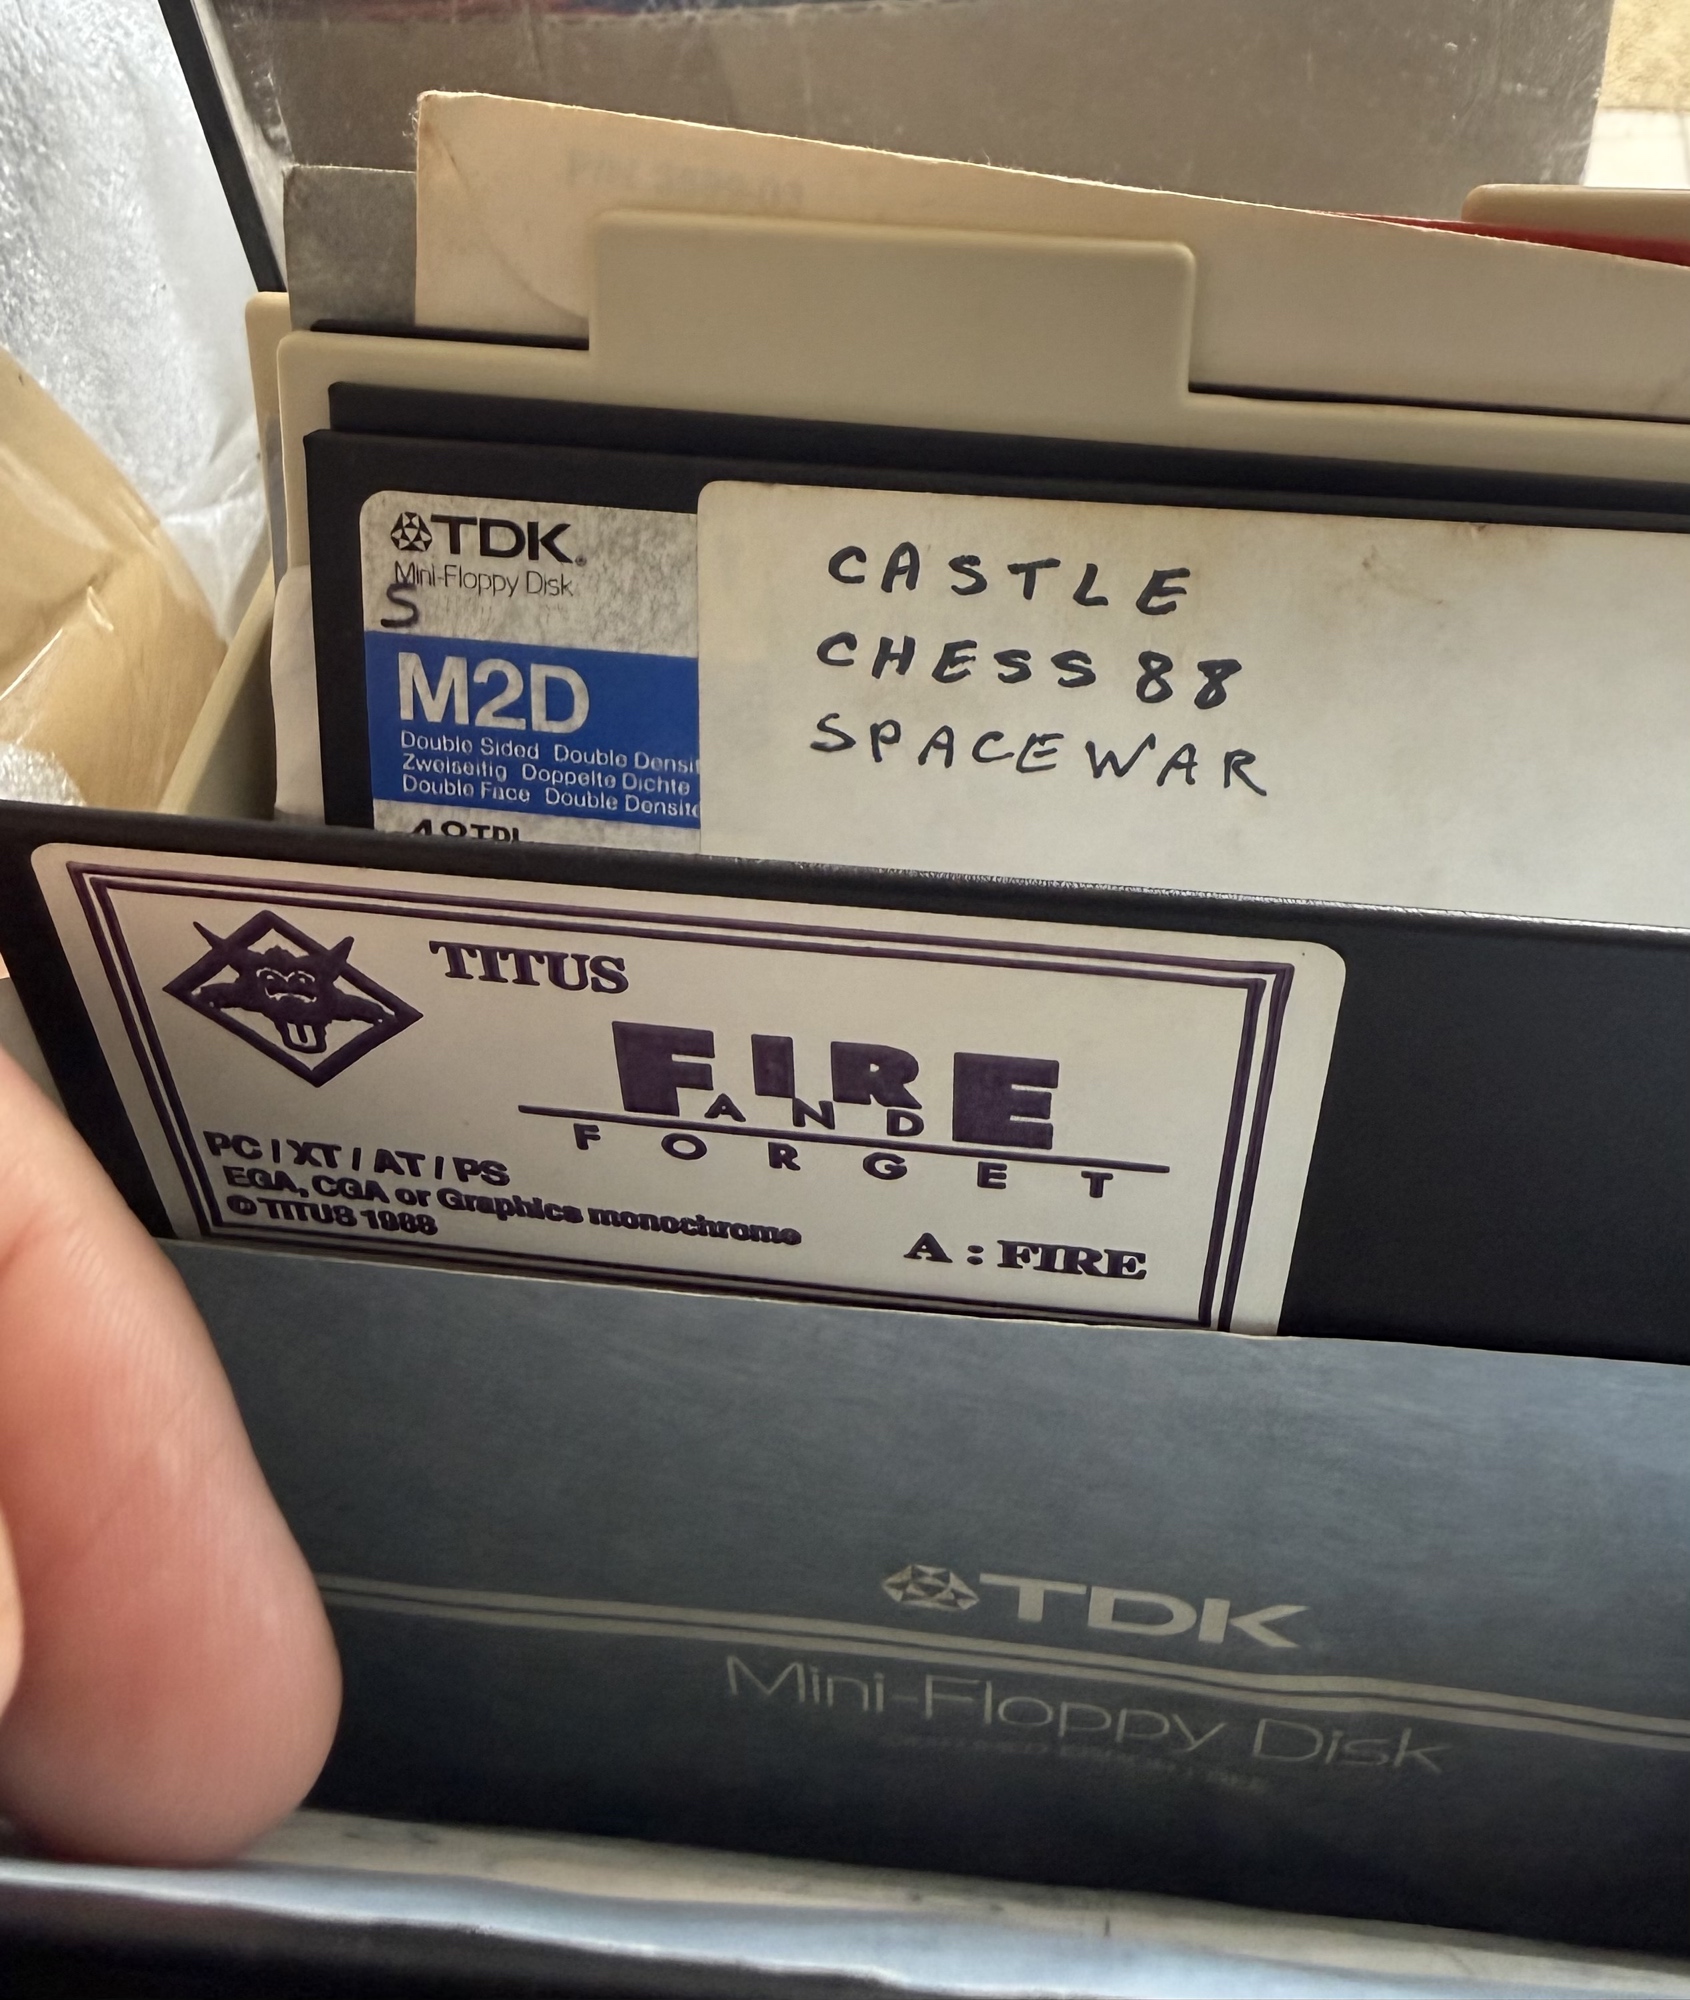 TDK
Mini-Floppy Disk
S
M2D
Double Sided Double Densit
Zweiseitig Doppelte Dichte
Double Face Double Densite
48TPI
CASTLE
CHESS 88
SPACEWAR
TITUS
FIRE
AND
FORGET
PC / XT / AT / PS
EGA, CGA or Graphics monochrome
© TITUS 1988
A : FIRE
TDK
Mini-Floppy Disk